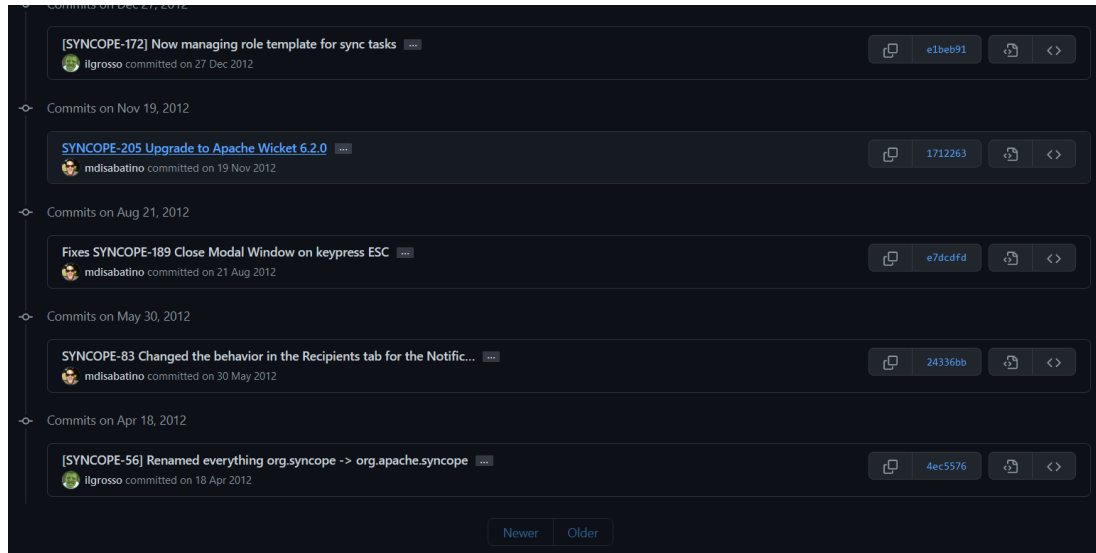 Commits on Dec 27, 2012
[SYNCOPE-172] Now managing role template for sync tasks ...
ilgrosso committed on 27 Dec 2012
e1beb91
Commits on Nov 19, 2012
SYNCOPE-205 Upgrade to Apache Wicket 6.2.0 ...
mdisabatino committed on 19 Nov 2012
1712263
Commits on Aug 21, 2012
Fixes SYNCOPE-189 Close Modal Window on keypress ESC ...
mdisabatino committed on 21 Aug 2012
e7dcdfd
Commits on May 30, 2012
SYNCOPE-83 Changed the behavior in the Recipients tab for the Notific... ...
mdisabatino committed on 30 May 2012
24336bb
Commits on Apr 18, 2012
[SYNCOPE-56] Renamed everything org.syncope -> org.apache.syncope ...
ilgrosso committed on 18 Apr 2012
4ec5576
Newer Older